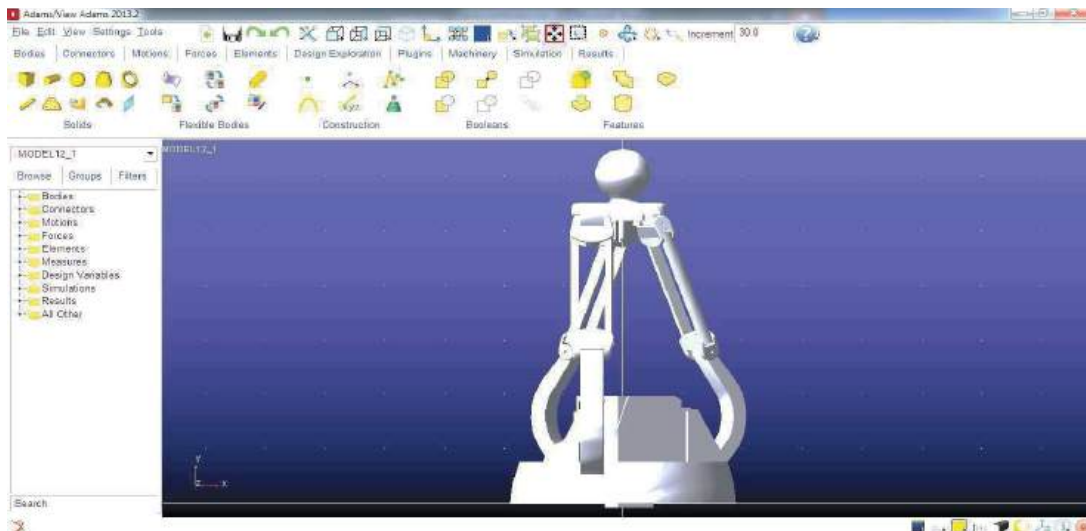 Adams/View Adams 2013.2
File Edit View Settings Tools
Increment 30.0
Bodies Connectors Motions Forces Elements Design Exploration Plugins Machinery Simulation Results
Solids Flexible Bodies Construction Booleans Features
MODEL12_1
MODEL12_1
Browse Groups Filters
Bodies
Connectors
Motions
Forces
Elements
Measures
Design Variables
Simulations
Results
All Other
Y
Z X
Search